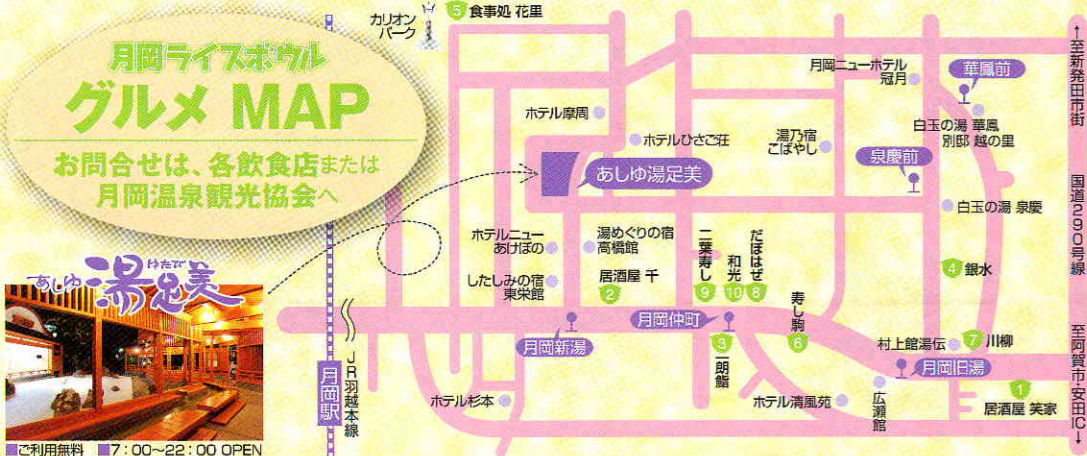 月岡ライスボウル
グルメ MAP
お問合せは、各飲食店または
月岡温泉観光協会へ
あしゆ 湯足美
ゆたび
■ご利用無料 ■7：00〜22：00 OPEN
カリオン
パーク
5 食事処 花里
月岡駅
JR羽越本線
ホテル摩周
ホテルひさご荘
あしゆ湯足美
湯乃宿
こばやし
月岡ニューホテル
冠月
華鳳前
白玉の湯 華鳳
別邸 越の里
泉慶前
白玉の湯 泉慶
ホテルニュー
あけぼの
湯めぐりの宿
高橋館
したしみの宿
東栄館
居酒屋 千
2
二葉寿し
9
和光
10
だぼはぜ
8
4 銀水
月岡新湯
月岡仲町
3
一朗鮨
寿し駒
6
村上館湯伝
7 川柳
月岡旧湯
広瀬館
1
居酒屋 笑家
ホテル杉本
ホテル清風苑
↑至新発田市街
国道290号線
至阿賀市・安田IC↓